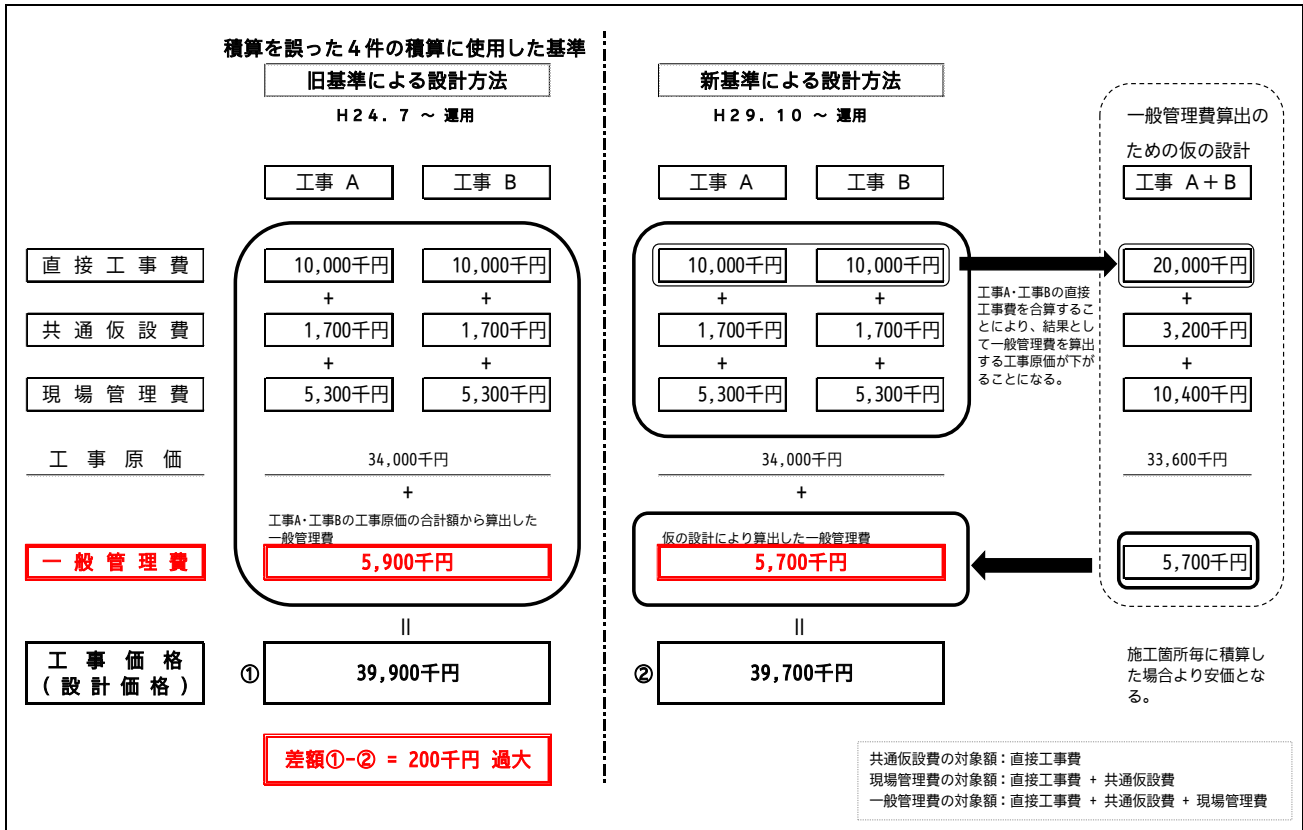 積算を誤った4件の積算に使用した基準
旧基準による設計方法
H24.7 ~ 運用
工事 A
工事 B
新基準による設計方法
H29.10 ~ 運用
工事 A
工事 B
一般管理費算出の
ための仮の設計
工事 A+B
直接工事費
10,000千円
10,000千円
10,000千円
10,000千円
20,000千円
+
+
+
+
+
工事A・工事Bの直接
工事費を合算するこ
とにより、結果とし
て一般管理費を算出
する工事原価が下が
ることになる。
共通仮設費
1,700千円
1,700千円
1,700千円
1,700千円
3,200千円
+
+
+
+
+
現場管理費
5,300千円
5,300千円
5,300千円
5,300千円
10,400千円
工事原価
34,000千円
34,000千円
33,600千円
+
+
工事A・工事Bの工事原価の合計額から算出した
一般管理費
仮の設計により算出した一般管理費
一般管理費
5,900千円
5,700千円
5,700千円
||
||
工事価格
(設計価格)
①
39,900千円
②
39,700千円
施工箇所毎に積算し
た場合より安価とな
る。
差額①-② = 200千円 過大
共通仮設費の対象額:直接工事費
現場管理費の対象額:直接工事費 + 共通仮設費
一般管理費の対象額:直接工事費 + 共通仮設費 + 現場管理費